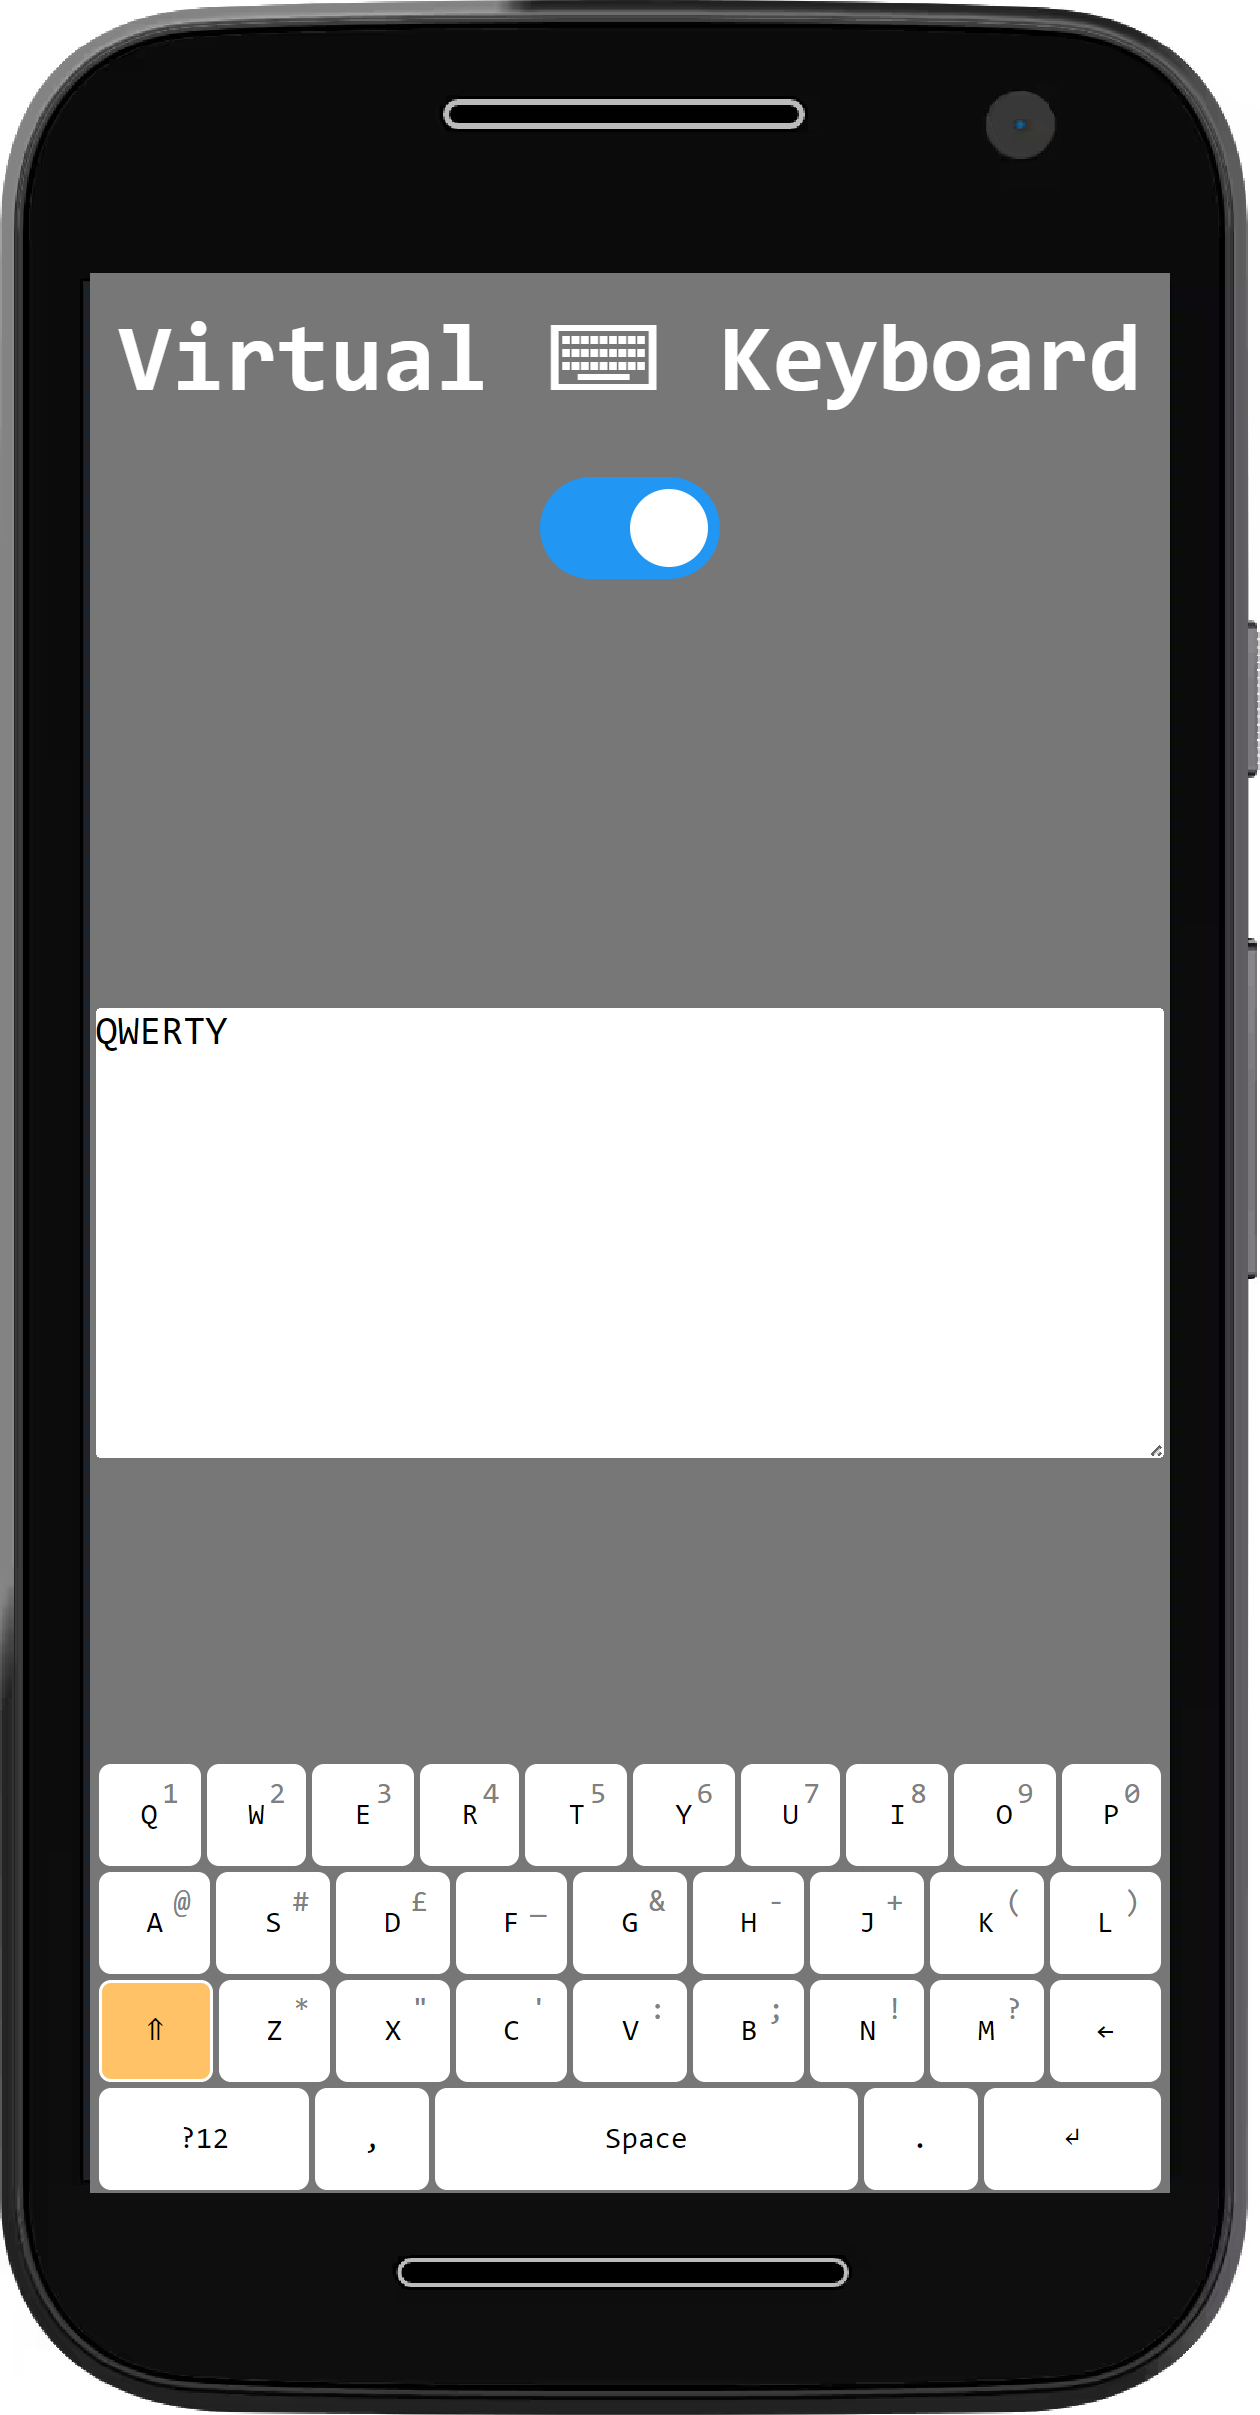 Virtual ⌨ Keyboard
QWERTY
Q 1 W 2 E 3 R 4 T 5 Y 6 U 7 I 8 O 9 P 0
A @ S # D £ F _ G & H - J + K ( L )
⇑ Z * X " C ' V : B ; N ! M ? ←
?12 , Space . ↲